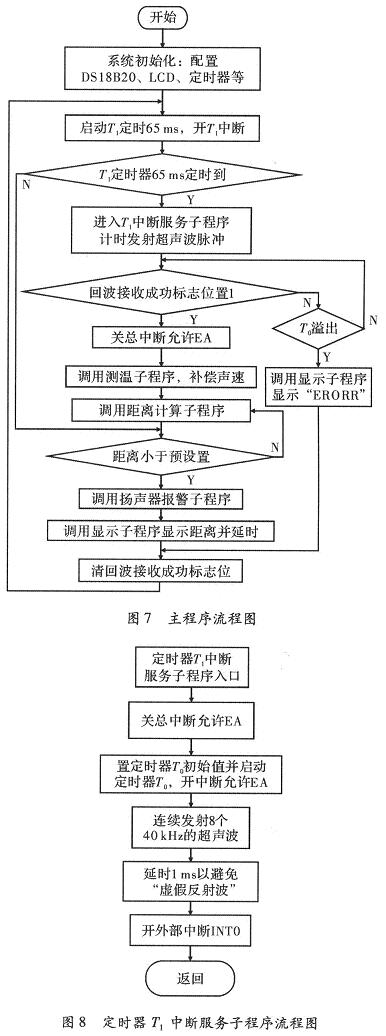 开始
系统初始化：配置
DS18B20、LCD、定时器等
启动T1定时65 ms，开T1中断
T1定时器65 ms定时到
N
Y
进入T1中断服务子程序
计时发射超声波脉冲
回波接收成功标志位置1
N
Y
T0溢出
N
Y
关总中断允许EA
调用测温子程序，补偿声速
调用显示子程序
显示“ERORR”
调用距离计算子程序
距离小于预设置
N
Y
调用扬声器报警子程序
调用显示子程序显示距离并延时
清回波接收成功标志位
图7 主程序流程图
定时器T1中断
服务子程序入口
关总中断允许EA
置定时器T0初始值并启动
定时器T0，开中断允许EA
连续发射8个
40 kHz的超声波
延时1 ms以避免
“虚假反射波”
开外部中断INT0
返回
图8 定时器T1中断服务子程序流程图